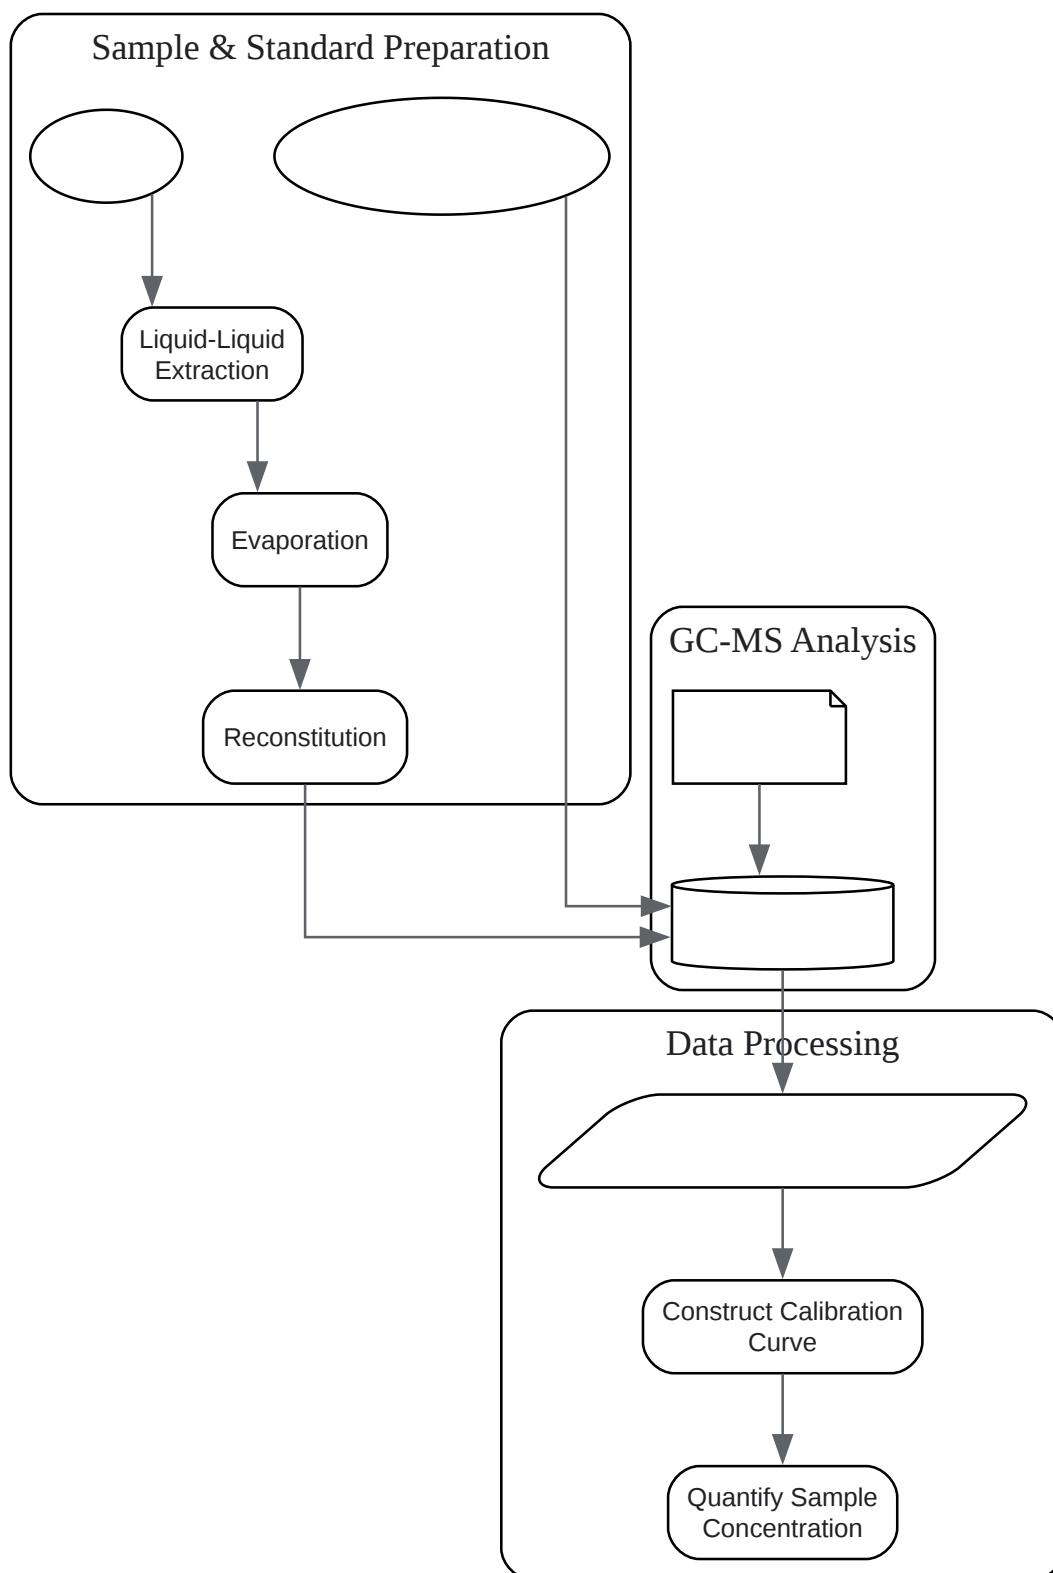 Sample & Standard Preparation
Liquid-Liquid
Extraction
Evaporation
Reconstitution
GC-MS Analysis
Data Processing
Construct Calibration
Curve
Quantify Sample
Concentration